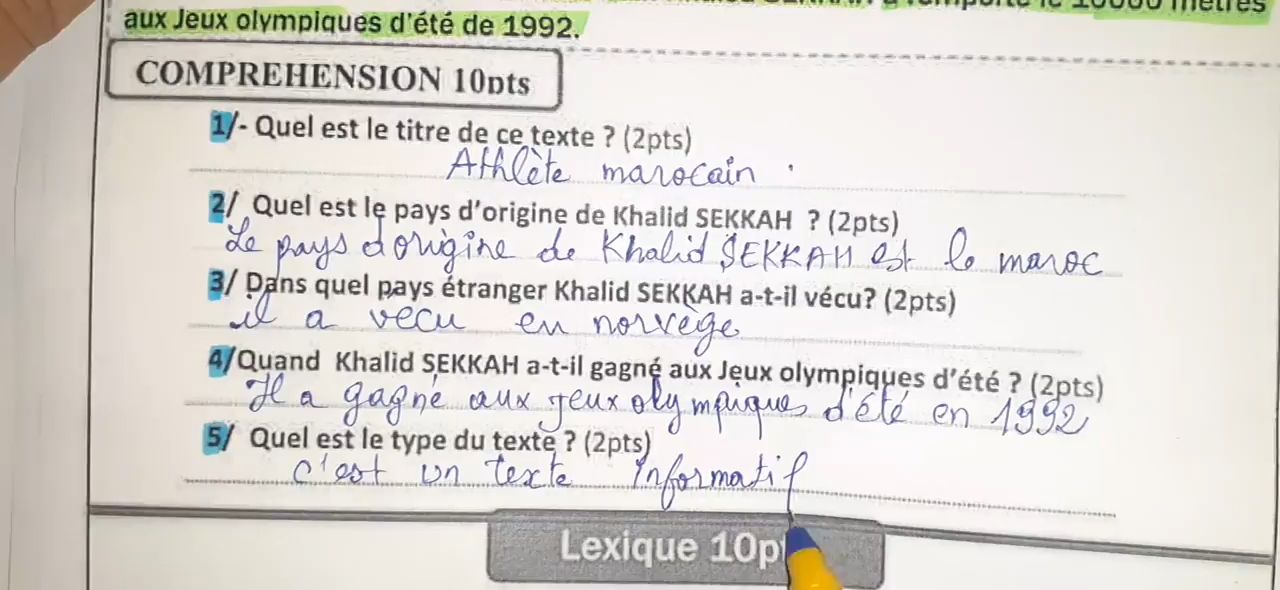 le 10000 mètres
aux Jeux olympiques d'été de 1992.
COMPREHENSION 10pts
1/- Quel est le titre de ce texte ? (2pts)
Athlète marocain .
2/ Quel est le pays d'origine de Khalid SEKKAH ? (2pts)
Le pays d'origine de Khalid SEKKAH est le maroc
3/ Dans quel pays étranger Khalid SEKKAH a-t-il vécu? (2pts)
il a vecu en norvège
4/Quand Khalid SEKKAH a-t-il gagné aux Jeux olympiques d'été ? (2pts)
Il a gagné aux jeux olympiques d'été en 1992
5/ Quel est le type du texte ? (2pts)
c'est un texte informatif
Lexique 10p